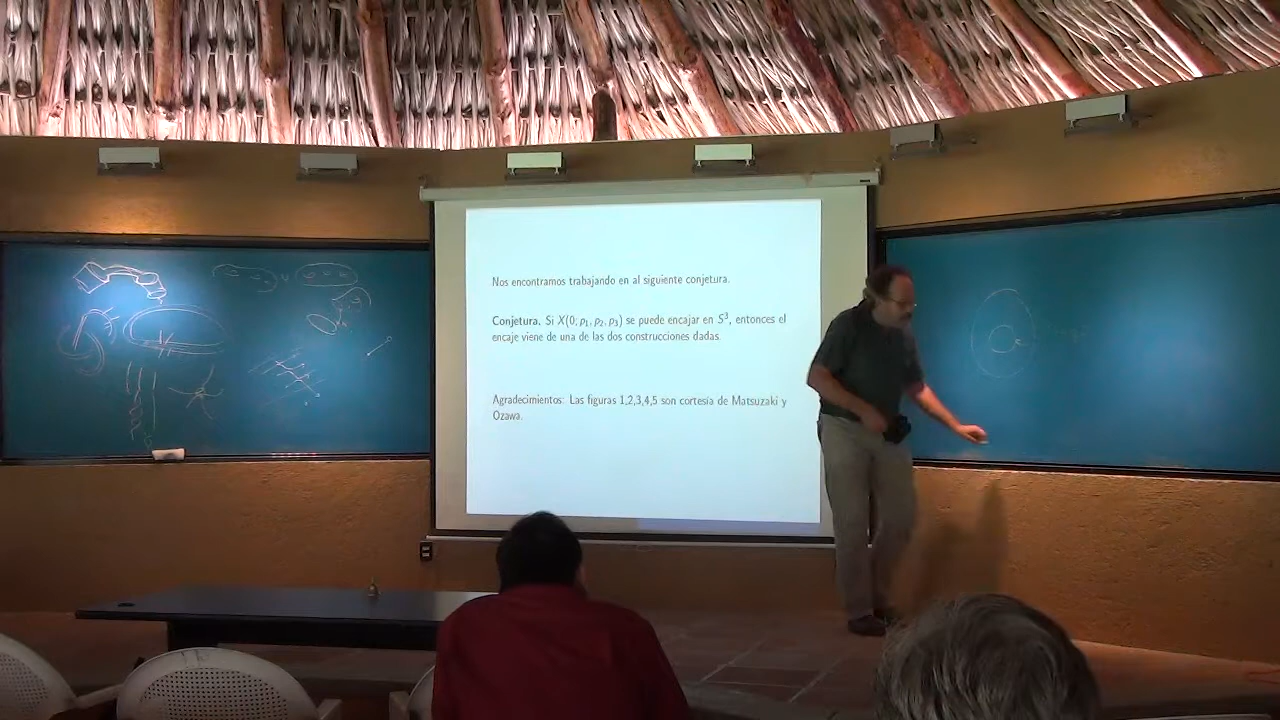 Nos encontramos trabajando en al siguiente conjetura.
Conjetura. Si X(0; p₁, p₂, p₃) se puede encajar en S³, entonces el
encaje viene de una de las dos construcciones dadas.
Agradecimientos: Las figuras 1,2,3,4,5 son cortesía de Matsuzaki y
Ozawa.